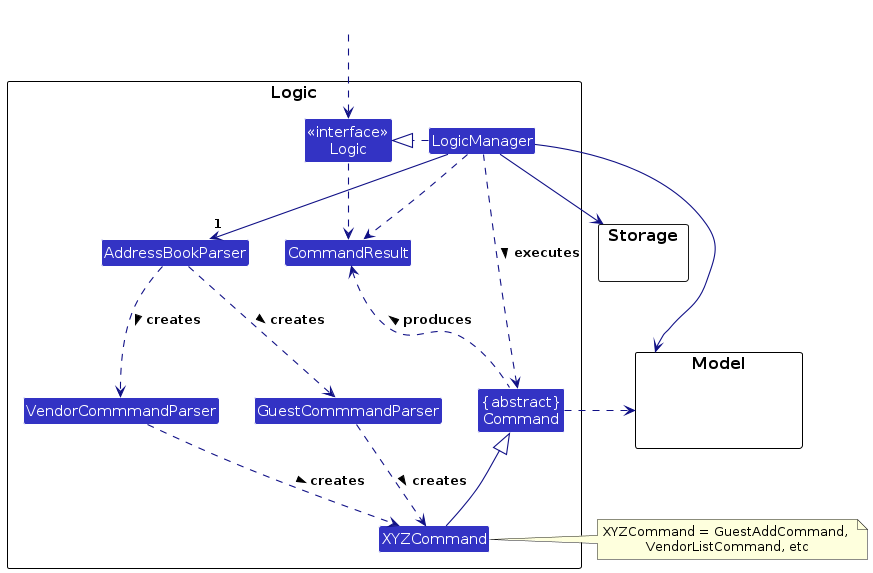 Logic
«interface»
Logic
LogicManager
1
Storage
AddressBookParser
CommandResult
executes
creates
creates
produces
Model
VendorCommmandParser
GuestCommmandParser
{abstract}
Command
creates
creates
XYZCommand
XYZCommand = GuestAddCommand,
VendorListCommand, etc